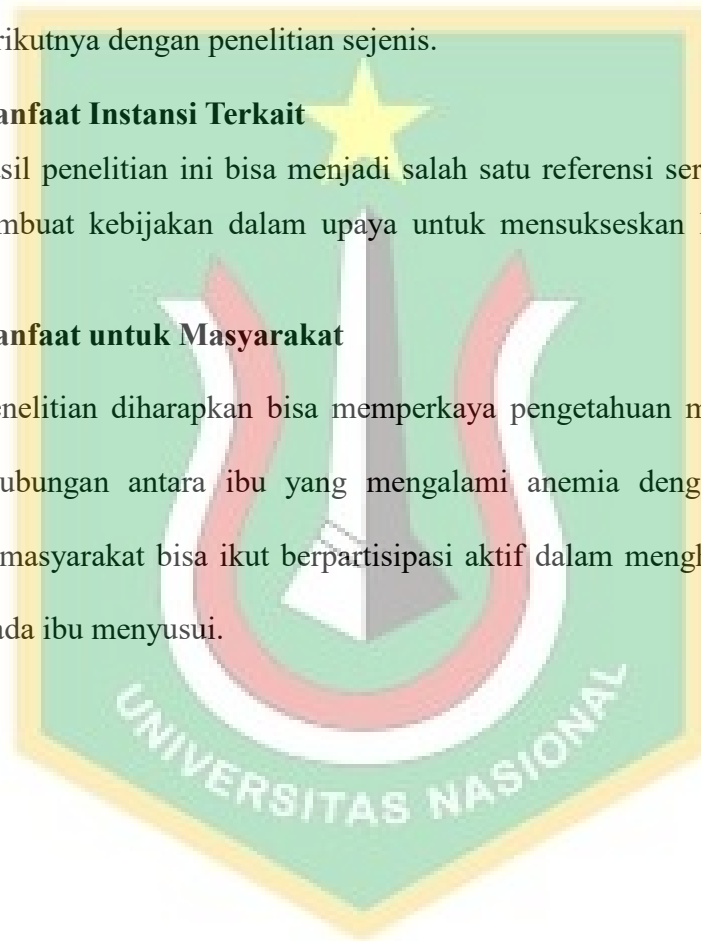 rikutnya dengan penelitian sejenis.
anfaat Instansi Terkait
sil penelitian ini bisa menjadi salah satu referensi ser
mbuat kebijakan dalam upaya untuk mensukseskan
anfaat untuk Masyarakat
enelitian diharapkan bisa memperkaya pengetahuan m
ubungan antara ibu yang mengalami anemia deng
masyarakat bisa ikut berpartisipasi aktif dalam mengh
ada ibu menyusui.
UNIVERSITAS NASIONAL